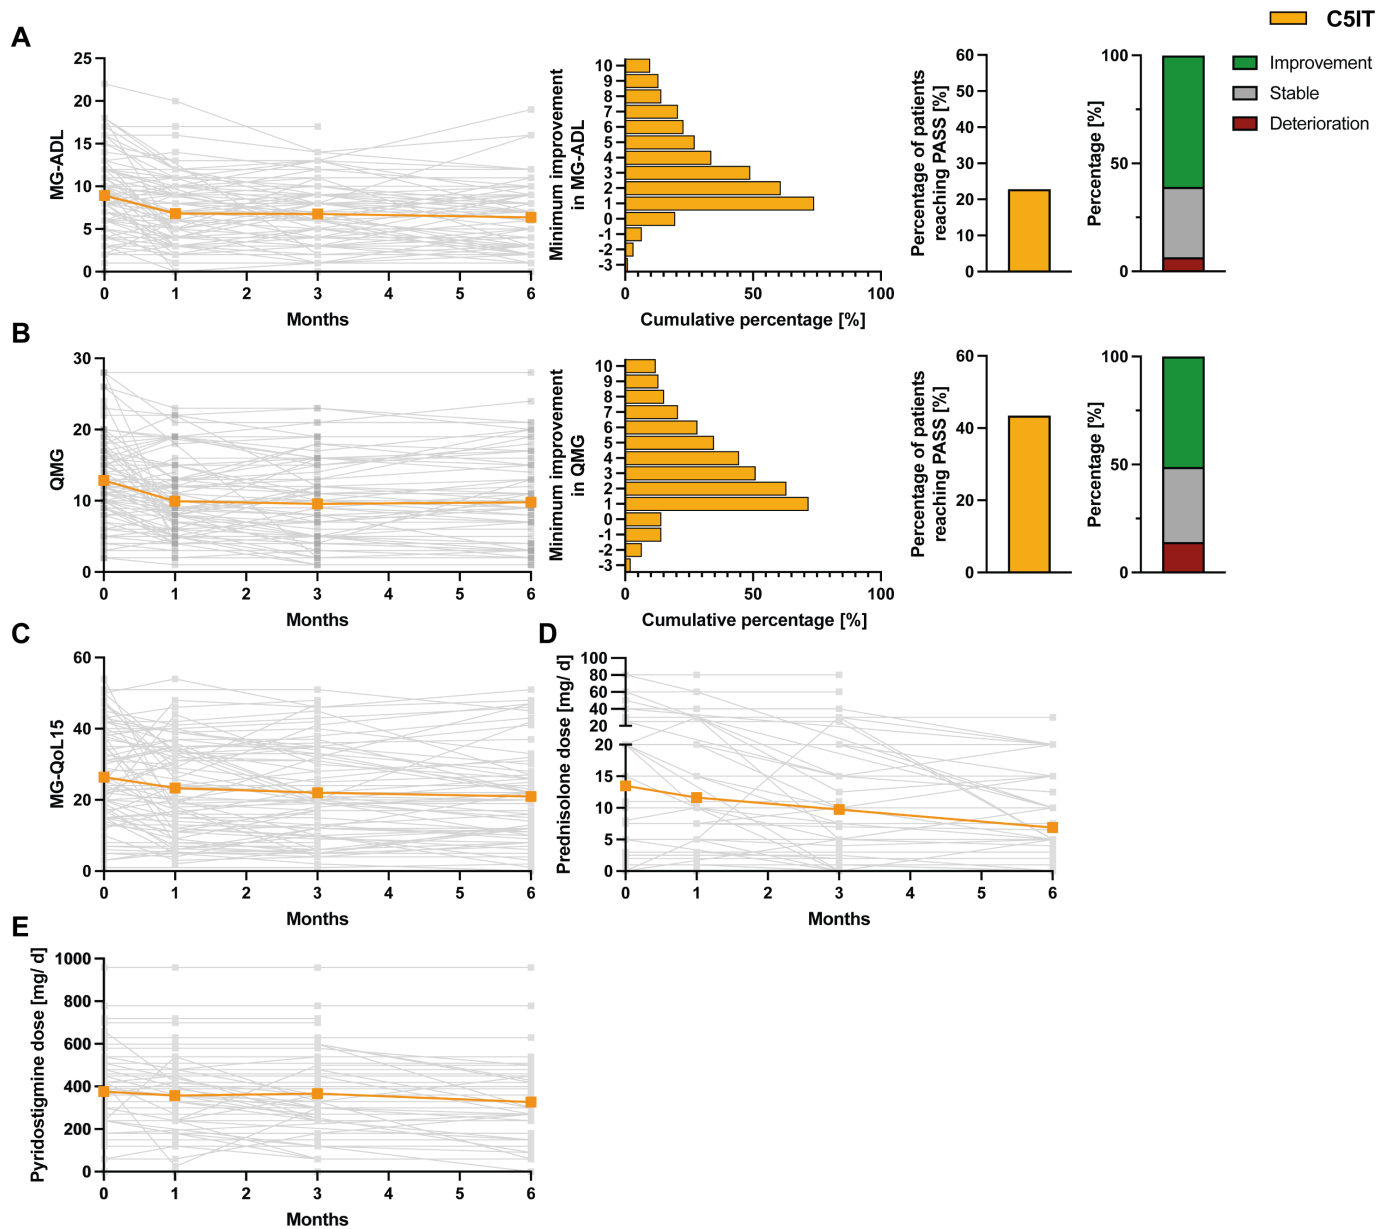 C5IT
Improvement
Stable
Deterioration
A
MG-ADL
25
20
15
10
5
0
0 1 2 3 4 5 6
Months
Minimum improvement
in MG-ADL
10
9
8
7
6
5
4
3
2
1
0
-1
-2
-3
0 50 100
Cumulative percentage [%]
Percentage of patients
reaching PASS [%]
60
50
40
30
20
10
0
Percentage [%]
100
50
0
B
QMG
30
20
10
0
0 1 2 3 4 5 6
Months
Minimum improvement
in QMG
10
9
8
7
6
5
4
3
2
1
0
-1
-2
-3
0 50 100
Cumulative percentage [%]
Percentage of patients
reaching PASS [%]
60
40
20
0
Percentage [%]
100
50
0
C
MG-QoL15
60
40
20
0
0 1 2 3 4 5 6
Months
D
Prednisolone dose [mg/ d]
100
80
60
40
20
20
15
10
5
0
0 1 2 3 4 5 6
Months
E
Pyridostigmine dose [mg/ d]
1000
800
600
400
200
0
0 1 2 3 4 5 6
Months